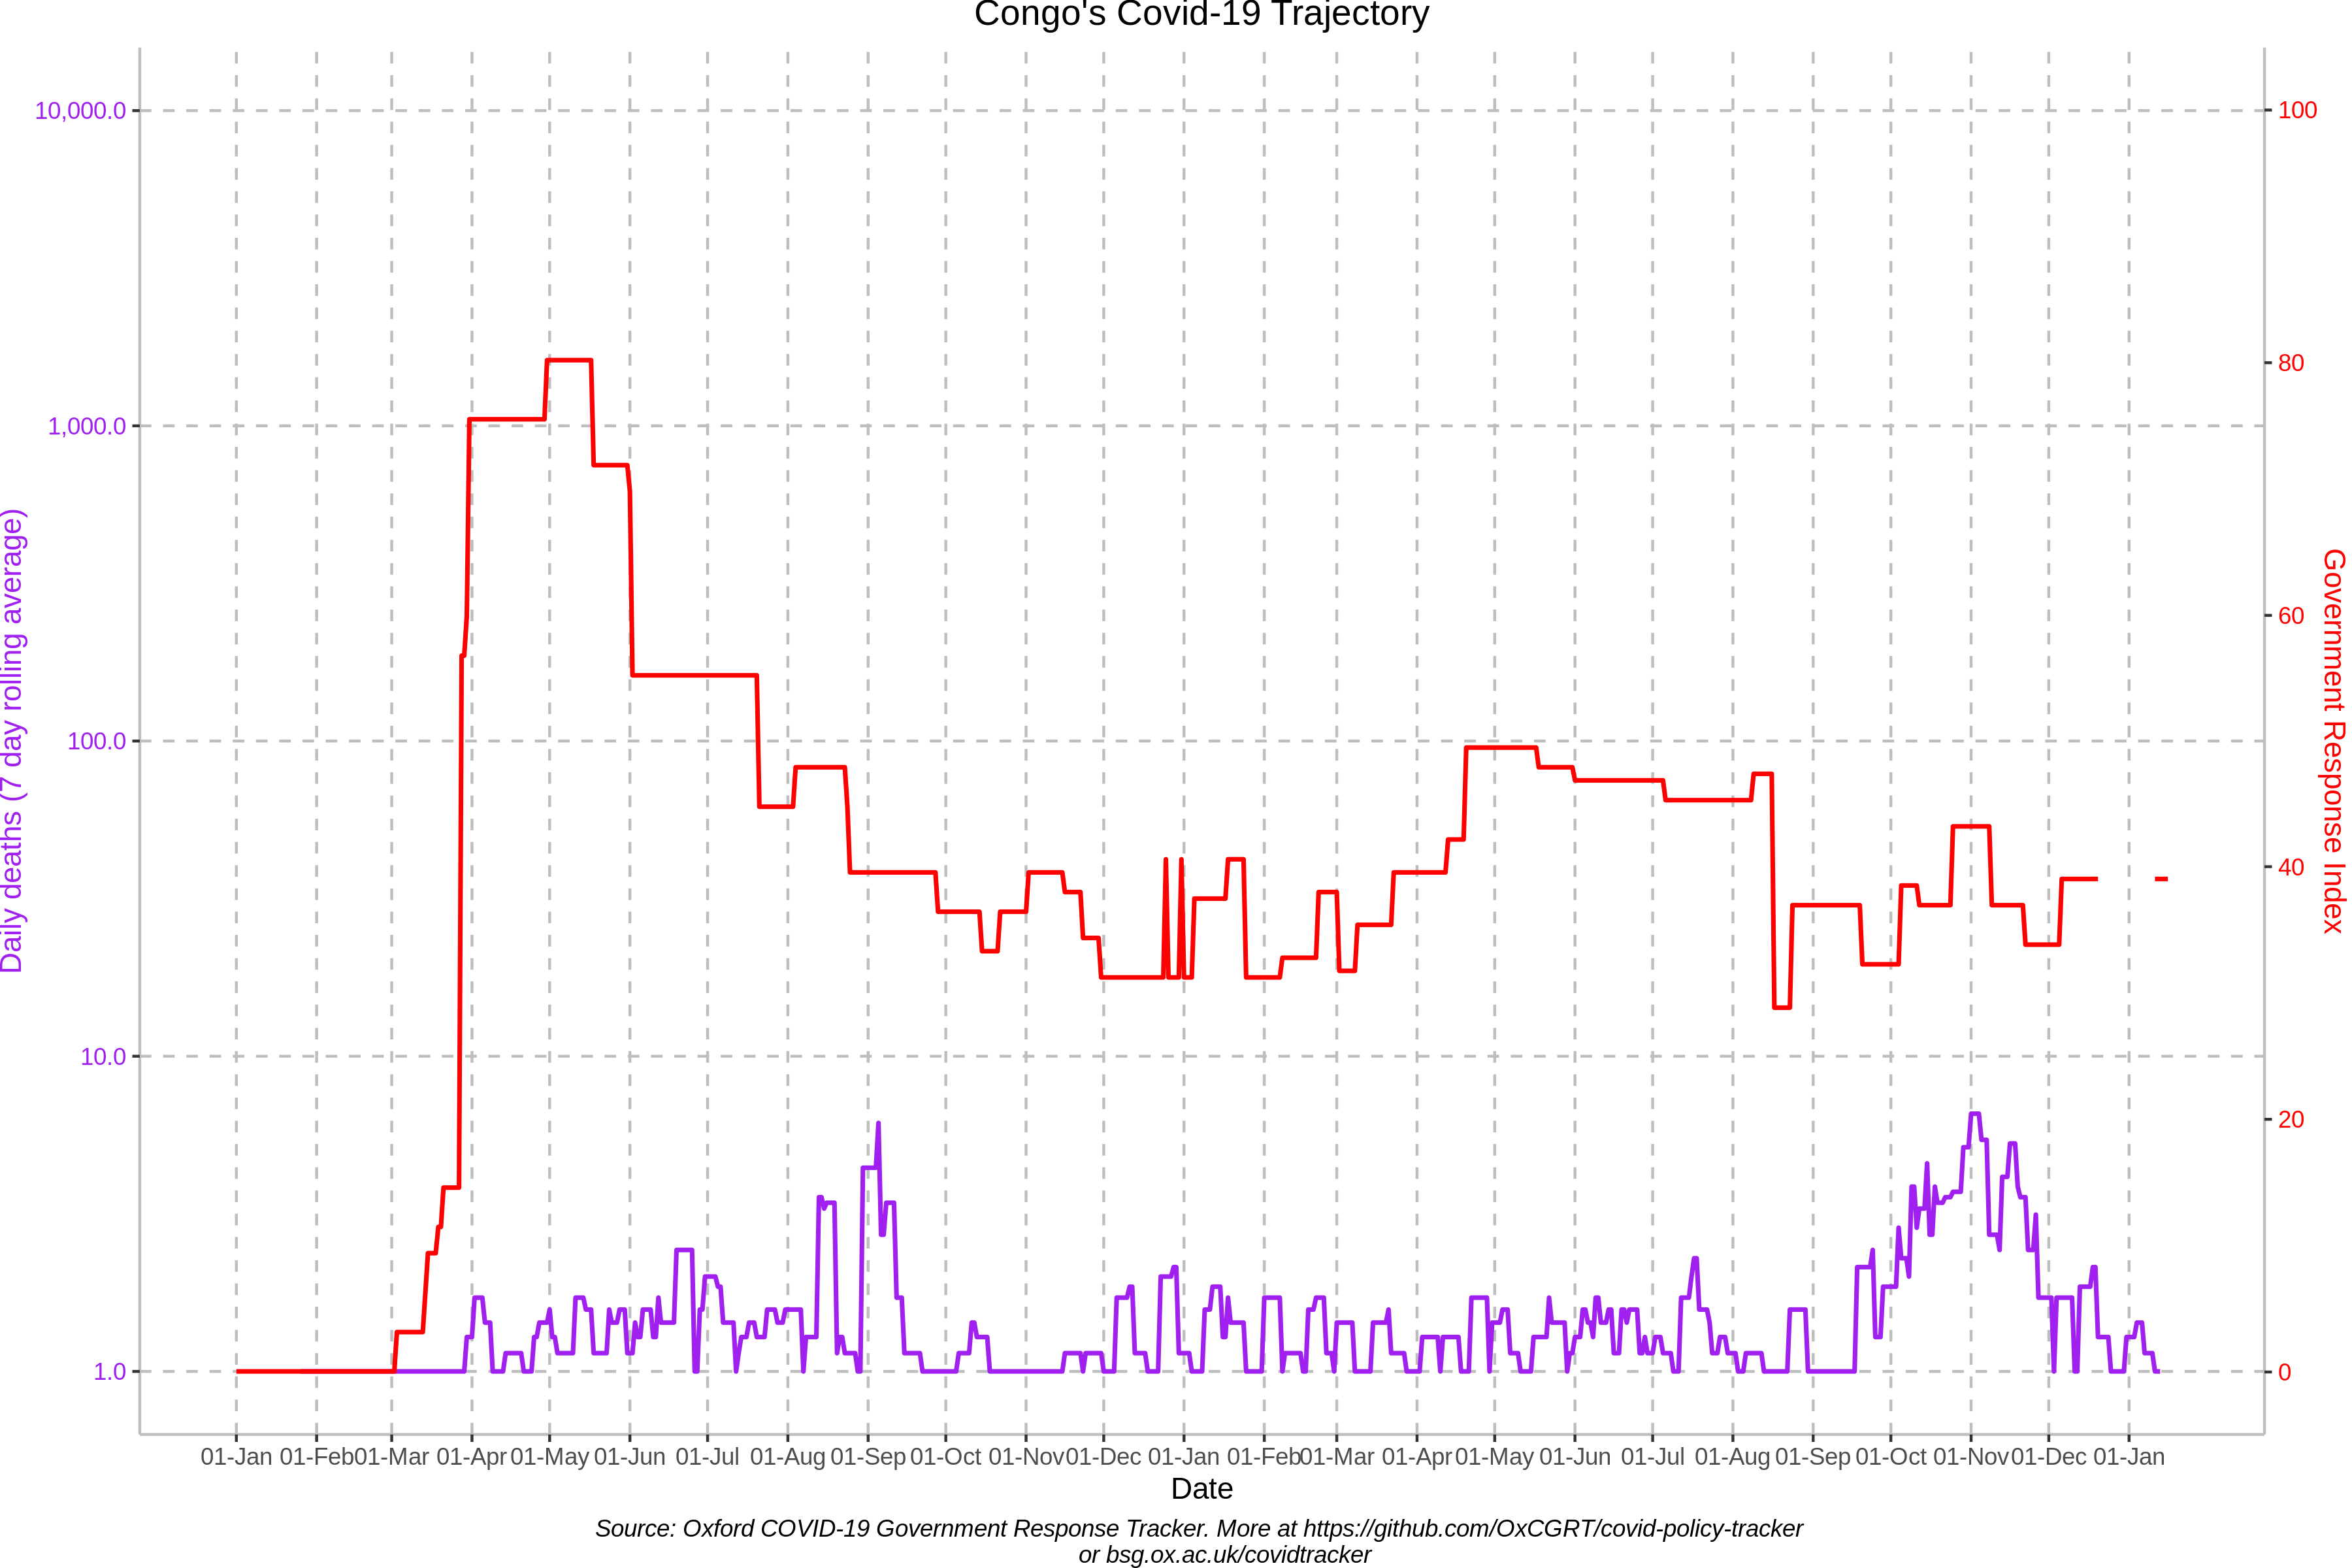 Congo's Covid-19 Trajectory
10,000.0
1,000.0
100.0
10.0
1.0
Daily deaths (7 day rolling average)
100
80
60
40
20
0
Government Response Index
01-Jan 01-Feb 01-Mar 01-Apr 01-May 01-Jun 01-Jul 01-Aug 01-Sep 01-Oct 01-Nov 01-Dec 01-Jan 01-Feb 01-Mar 01-Apr 01-May 01-Jun 01-Jul 01-Aug 01-Sep 01-Oct 01-Nov 01-Dec 01-Jan
Date
Source: Oxford COVID-19 Government Response Tracker. More at https://github.com/OxCGRT/covid-policy-tracker
or bsg.ox.ac.uk/covidtracker